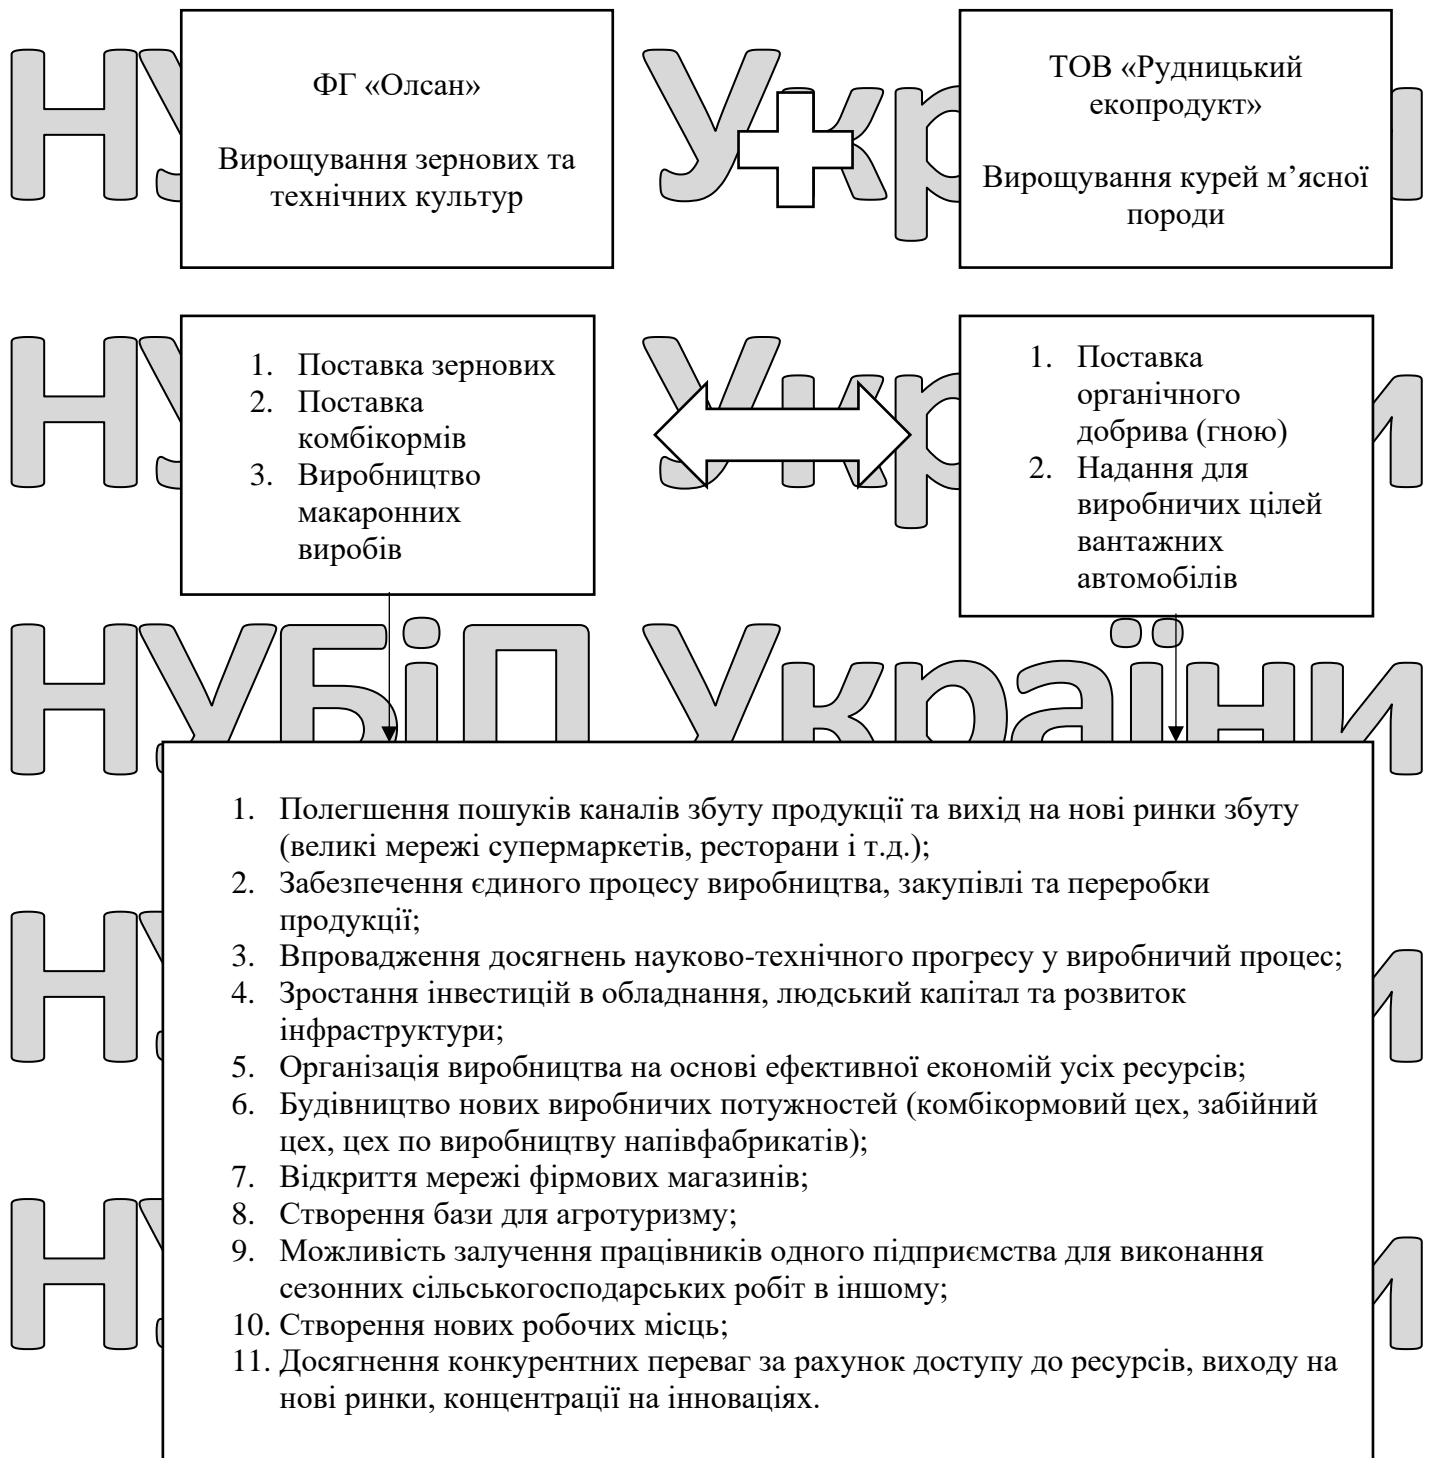 ФГ «Олсан»
Вирощування зернових та
технічних культур
ТОВ «Рудницький
екопродукт»
Вирощування курей м’ясної
породи
1. Поставка зернових
2. Поставка
комбікормів
3. Виробництво
макаронних
виробів
1. Поставка
органічного
добрива (гною)
2. Надання для
виробничих цілей
вантажних
автомобілів
НУБіП України
1. Полегшення пошуків каналів збуту продукції та вихід на нові ринки збуту
(великі мережі супермаркетів, ресторани і т.д.);
2. Забезпечення єдиного процесу виробництва, закупівлі та переробки
продукції;
3. Впровадження досягнень науково-технічного прогресу у виробничий процес;
4. Зростання інвестицій в обладнання, людський капітал та розвиток
інфраструктури;
5. Організація виробництва на основі ефективної економій усіх ресурсів;
6. Будівництво нових виробничих потужностей (комбікормовий цех, забійний
цех, цех по виробництву напівфабрикатів);
7. Відкриття мережі фірмових магазинів;
8. Створення бази для агротуризму;
9. Можливість залучення працівників одного підприємства для виконання
сезонних сільськогосподарських робіт в іншому;
10. Створення нових робочих місць;
11. Досягнення конкурентних переваг за рахунок доступу до ресурсів, виходу на
нові ринки, концентрації на інноваціях.